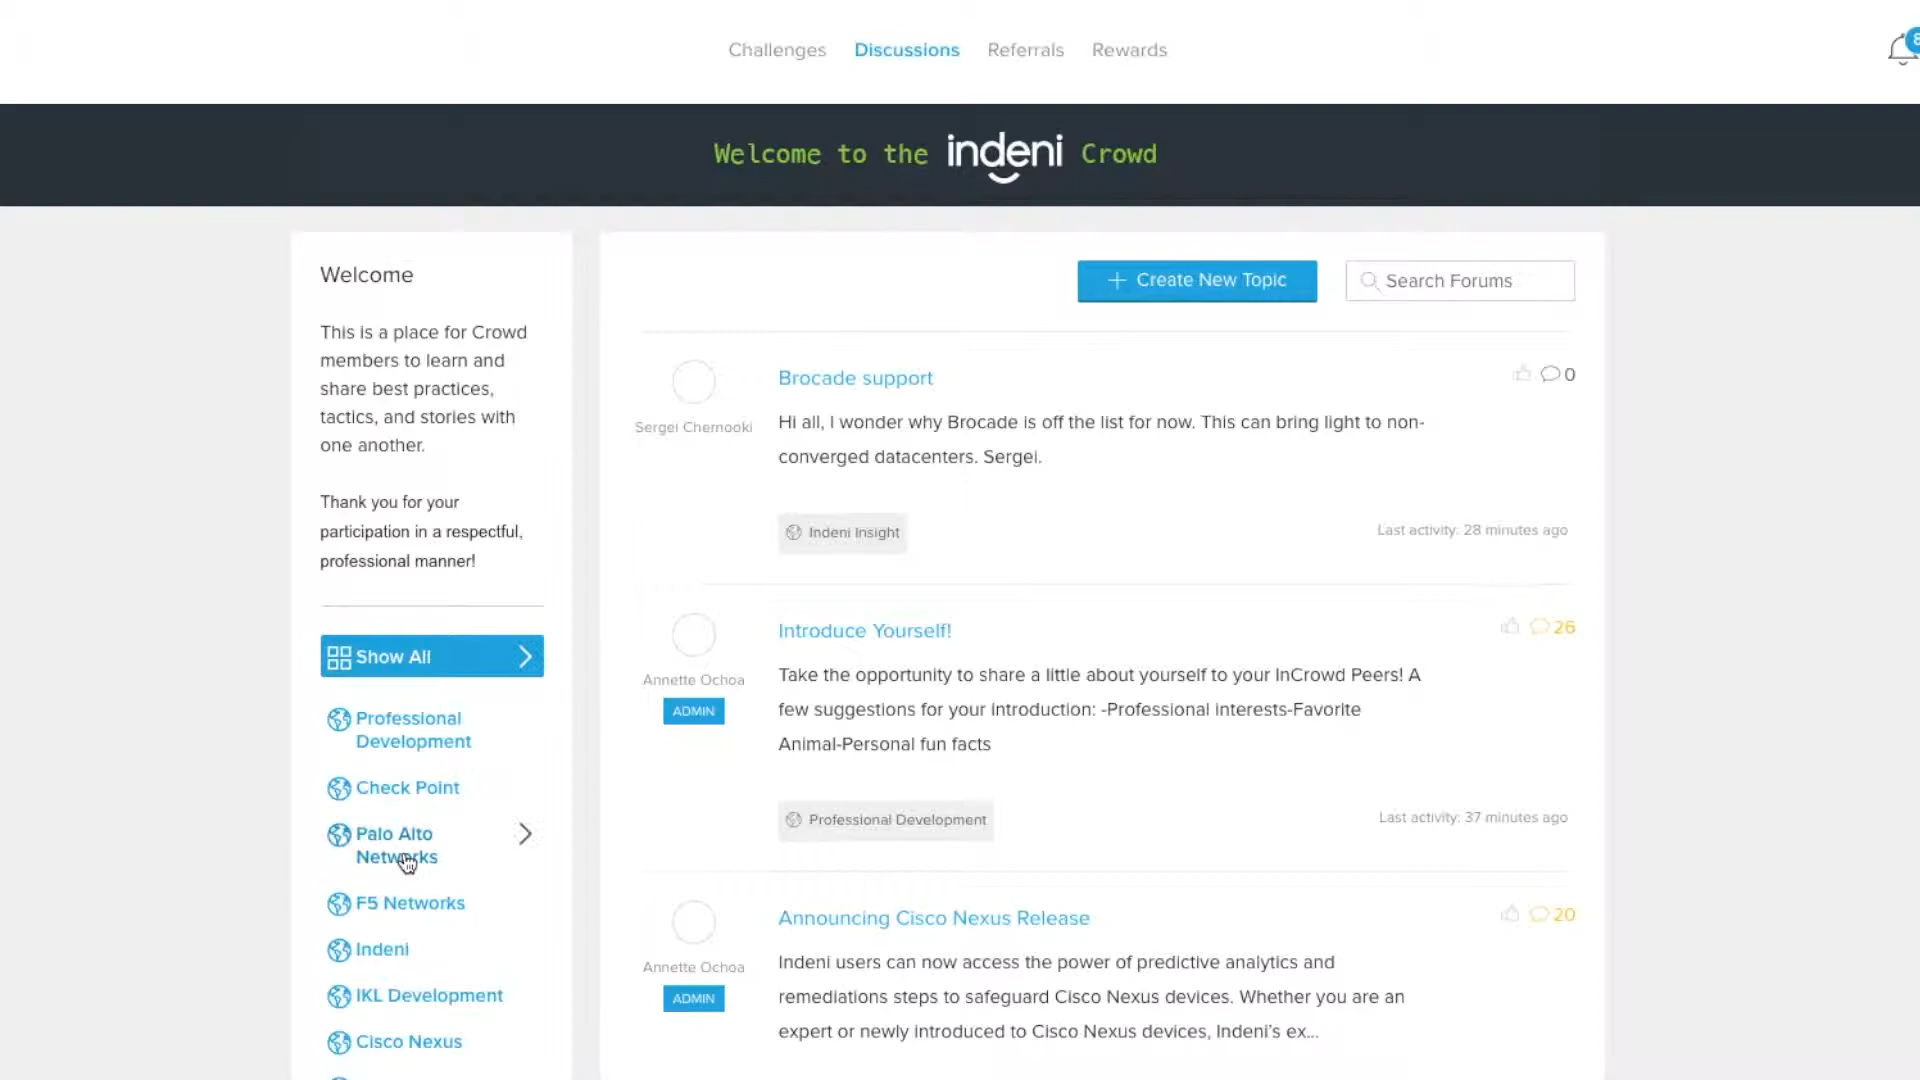 Challenges Discussions Referrals Rewards
8
Welcome to the indeni Crowd
Welcome
This is a place for Crowd
members to learn and
share best practices,
tactics, and stories with
one another.
Thank you for your
participation in a respectful,
professional manner!
Show All
Professional
Development
Check Point
Palo Alto
Networks
F5 Networks
Indeni
IKL Development
Cisco Nexus
+ Create New Topic
Search Forums
Brocade support
0
Sergei Chernooki
Hi all, I wonder why Brocade is off the list for now. This can bring light to non-
converged datacenters. Sergei.
Indeni Insight
Last activity: 28 minutes ago
Introduce Yourself!
26
Annette Ochoa
ADMIN
Take the opportunity to share a little about yourself to your InCrowd Peers! A
few suggestions for your introduction: -Professional interests-Favorite
Animal-Personal fun facts
Professional Development
Last activity: 37 minutes ago
Announcing Cisco Nexus Release
20
Annette Ochoa
ADMIN
Indeni users can now access the power of predictive analytics and
remediations steps to safeguard Cisco Nexus devices. Whether you are an
expert or newly introduced to Cisco Nexus devices, Indeni's ex...